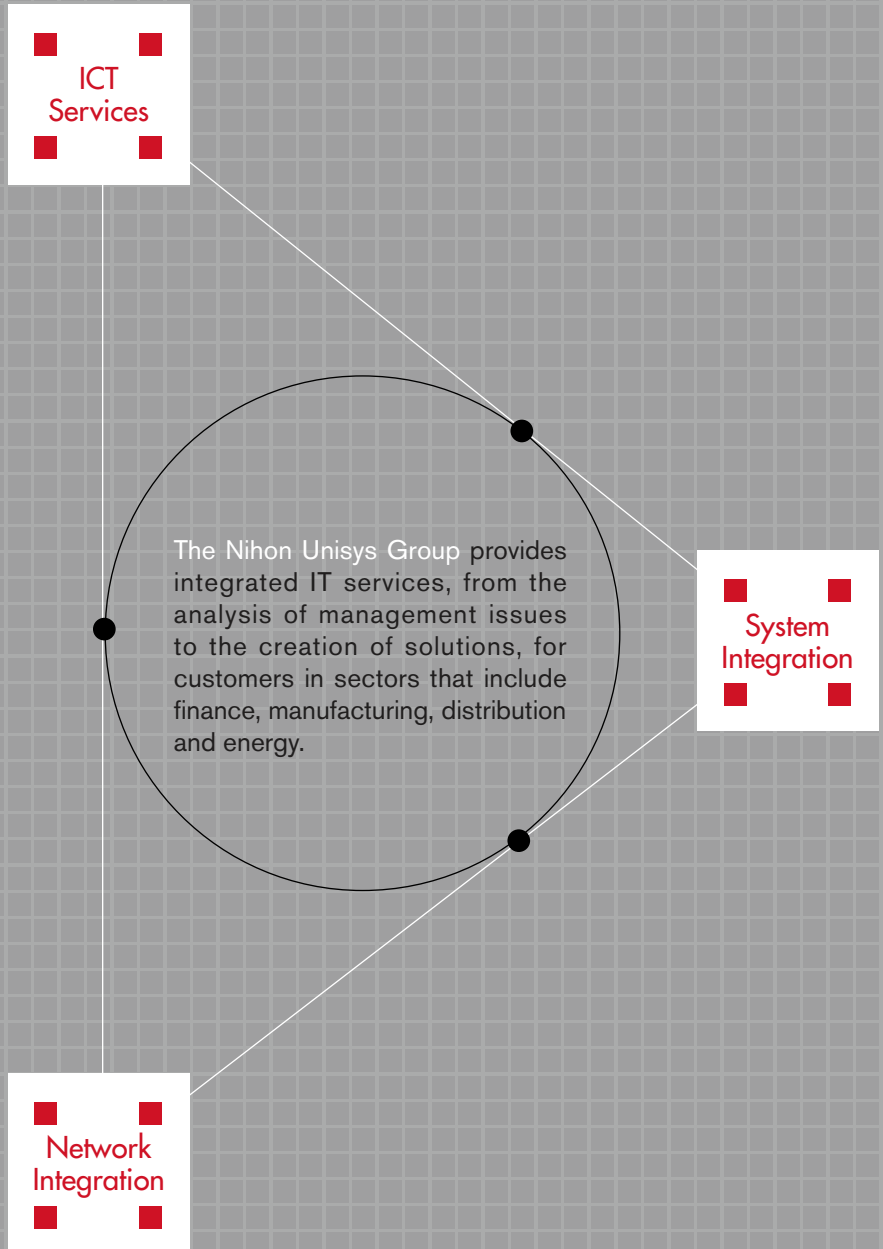 ICT
Services
The Nihon Unisys Group provides
integrated IT services, from the
analysis of management issues
to the creation of solutions, for
customers in sectors that include
finance, manufacturing, distribution
and energy.
System
Integration
Network
Integration